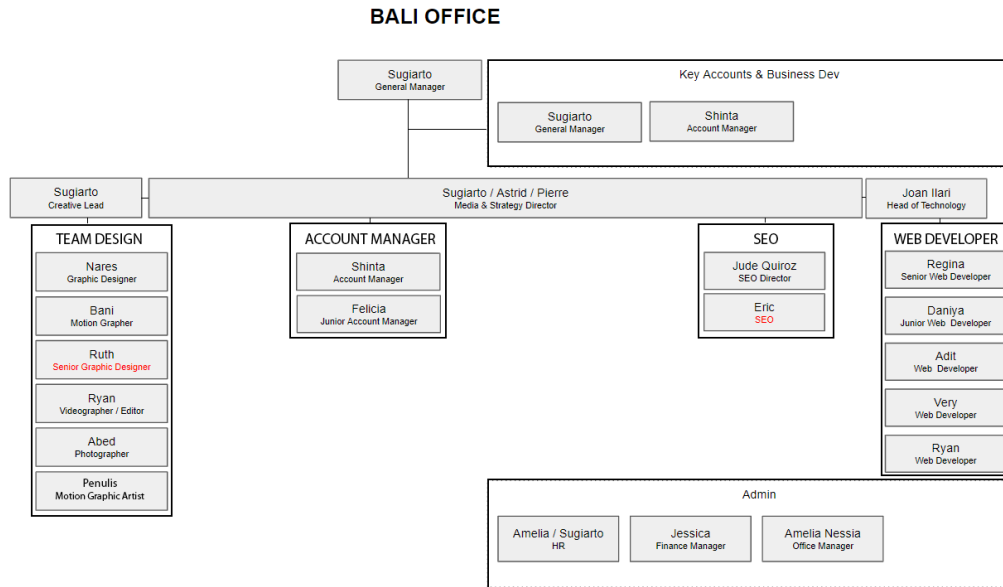 BALI OFFICE
Sugiarto
General Manager
Key Accounts & Business Dev
Sugiarto
General Manager
Shinta
Account Manager
Sugiarto
Creative Lead
Sugiarto / Astrid / Pierre
Media & Strategy Director
Joan Ilari
Head of Technology
TEAM DESIGN
Nares
Graphic Designer
Bani
Motion Grapher
Ruth
Senior Graphic Designer
Ryan
Videographer / Editor
Abed
Photographer
Penulis
Motion Graphic Artist
ACCOUNT MANAGER
Shinta
Account Manager
Felicia
Junior Account Manager
SEO
Jude Quiroz
SEO Director
Eric
SEO
WEB DEVELOPER
Regina
Senior Web Developer
Daniya
Junior Web Developer
Adit
Web Developer
Very
Web Developer
Ryan
Web Developer
Admin
Amelia / Sugiarto
HR
Jessica
Finance Manager
Amelia Nessia
Office Manager